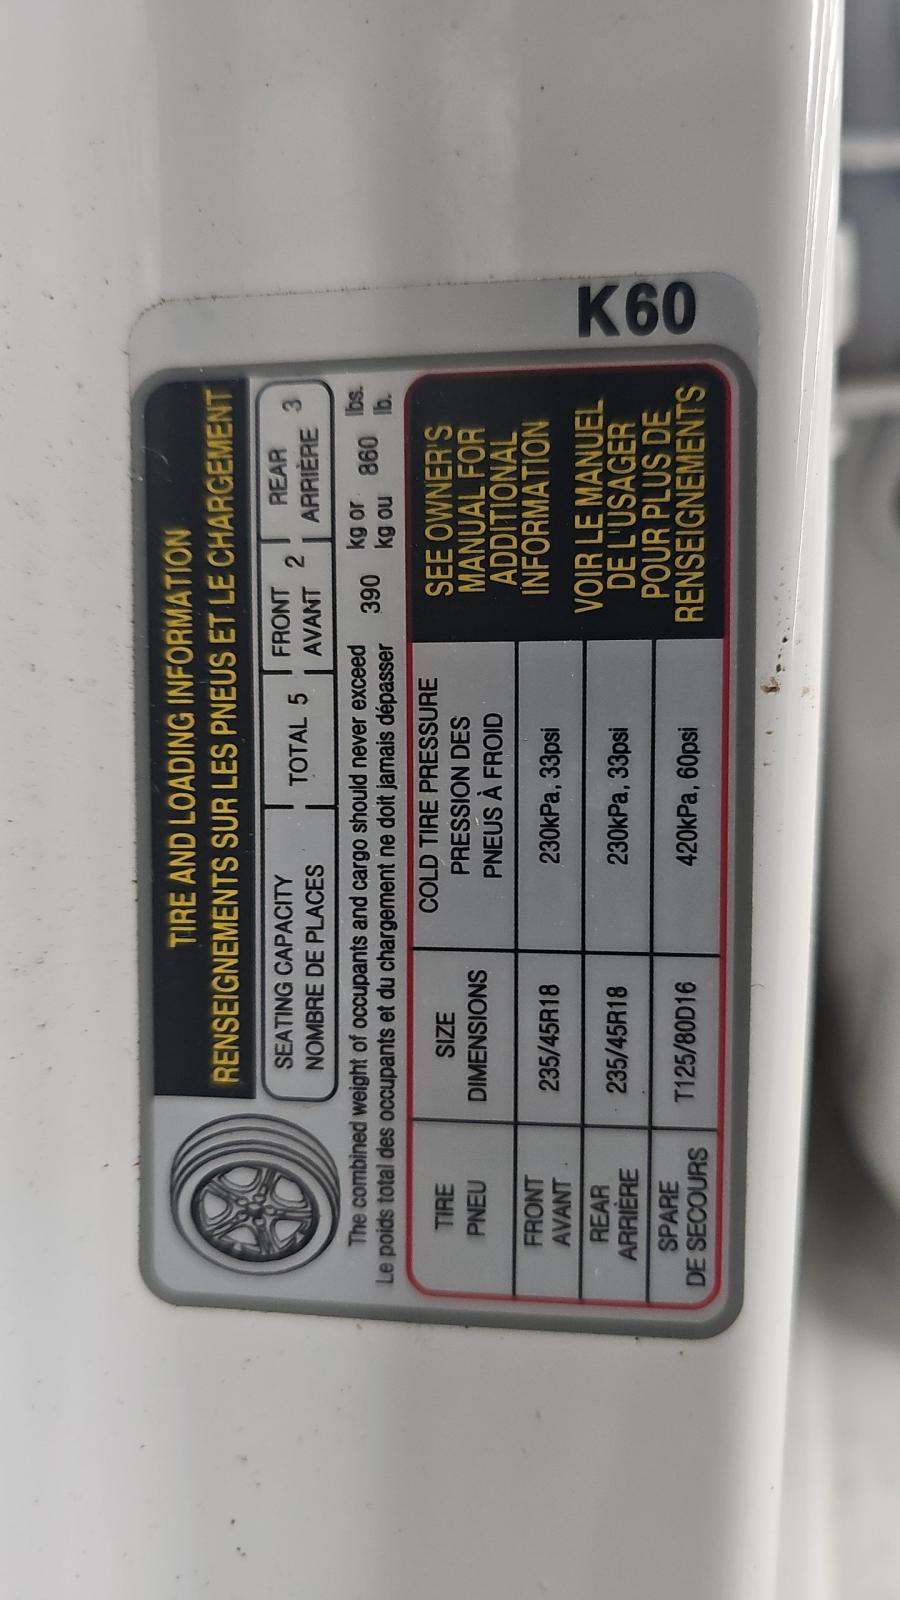 TIRE AND LOADING INFORMATION
RENSEIGNEMENTS SUR LES PNEUS ET LE CHARGEMENT
SEATING CAPACITY TOTAL 5 FRONT 2 REAR 3
NOMBRE DE PLACES AVANT ARRIÈRE
The combined weight of occupants and cargo should never exceed 390 kg or 860 lbs.
Le poids total des occupants et du chargement ne doit jamais dépasser kg ou lb.
TIRE
PNEU
SIZE
DIMENSIONS
COLD TIRE PRESSURE
PRESSION DES
PNEUS À FROID
SEE OWNER'S
MANUAL FOR
ADDITIONAL
INFORMATION
VOIR LE MANUEL
DE L'USAGER
POUR PLUS DE
RENSEIGNEMENTS
FRONT
AVANT
235/45R18
230kPa, 33psi
REAR
ARRIÈRE
235/45R18
230kPa, 33psi
SPARE
DE SECOURS
T125/80D16
420kPa, 60psi
K60